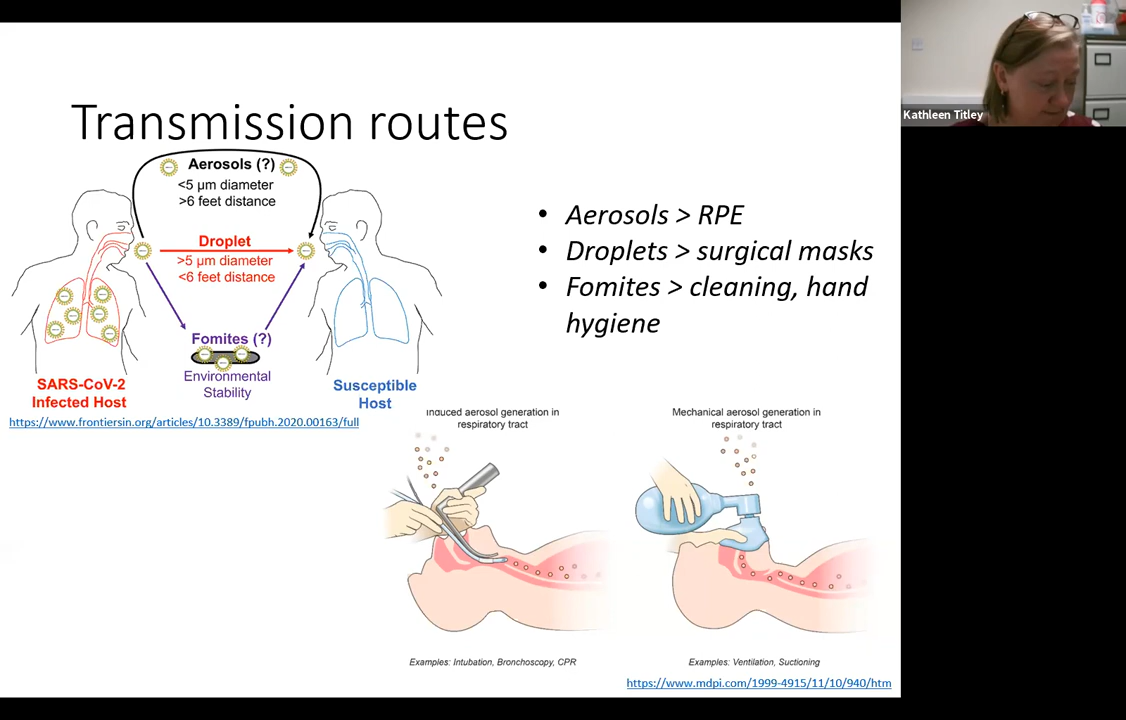 Kathleen Titley
Transmission routes
Aerosols (?)
<5 µm diameter
>6 feet distance
Droplet
>5 µm diameter
<6 feet distance
Fomites (?)
Environmental
Stability
SARS-CoV-2
Infected Host
Susceptible
Host
https://www.frontiersin.org/articles/10.3389/fpubh.2020.00163/full
• Aerosols > RPE
• Droplets > surgical masks
• Fomites > cleaning, hand
hygiene
Induced aerosol generation in
respiratory tract
Examples: Intubation, Bronchoscopy, CPR
Mechanical aerosol generation in
respiratory tract
Examples: Ventilation, Suctioning
https://www.mdpi.com/1999-4915/11/10/940/htm